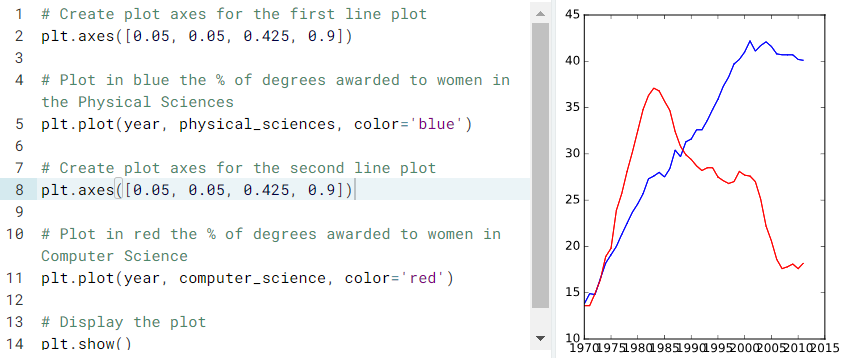 1 # Create plot axes for the first line plot
2 plt.axes([0.05, 0.05, 0.425, 0.9])
3
4 # Plot in blue the % of degrees awarded to women in
the Physical Sciences
5 plt.plot(year, physical_sciences, color='blue')
6
7 # Create plot axes for the second line plot
8 plt.axes([0.05, 0.05, 0.425, 0.9])
9
10 # Plot in red the % of degrees awarded to women in
Computer Science
11 plt.plot(year, computer_science, color='red')
12
13 # Display the plot
14 plt.show()
45
40
35
30
25
20
15
10
1970 1975 1980 1985 1990 1995 2000 2005 2010 2015